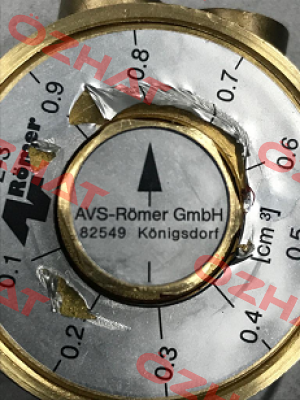 0.8
0.7
0.9
0.6
Römer
AVS-Römer GmbH
82549 Königsdorf
[cm³]
0.5
0.1
0.4
0.2
0.3
OZHAT
OZHAT
OZHAT
OZHAT